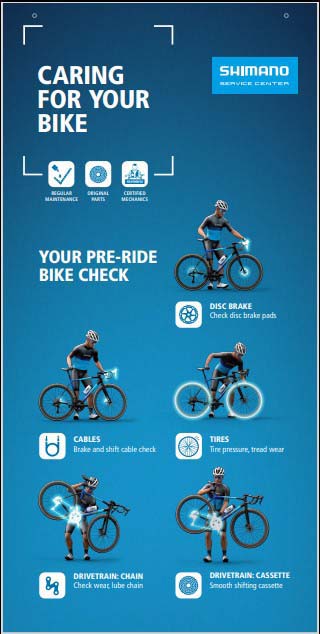 CARING
FOR YOUR
BIKE
SHIMANO
SERVICE CENTER
REGULAR
MAINTENANCE
ORIGINAL
PARTS
CERTIFIED
MECHANICS
YOUR PRE-RIDE
BIKE CHECK
DISC BRAKE
Check disc brake pads
CABLES
Brake and shift cable check
TIRES
Tire pressure, tread wear
DRIVETRAIN: CHAIN
Check wear, lube chain
DRIVETRAIN: CASSETTE
Smooth shifting cassette